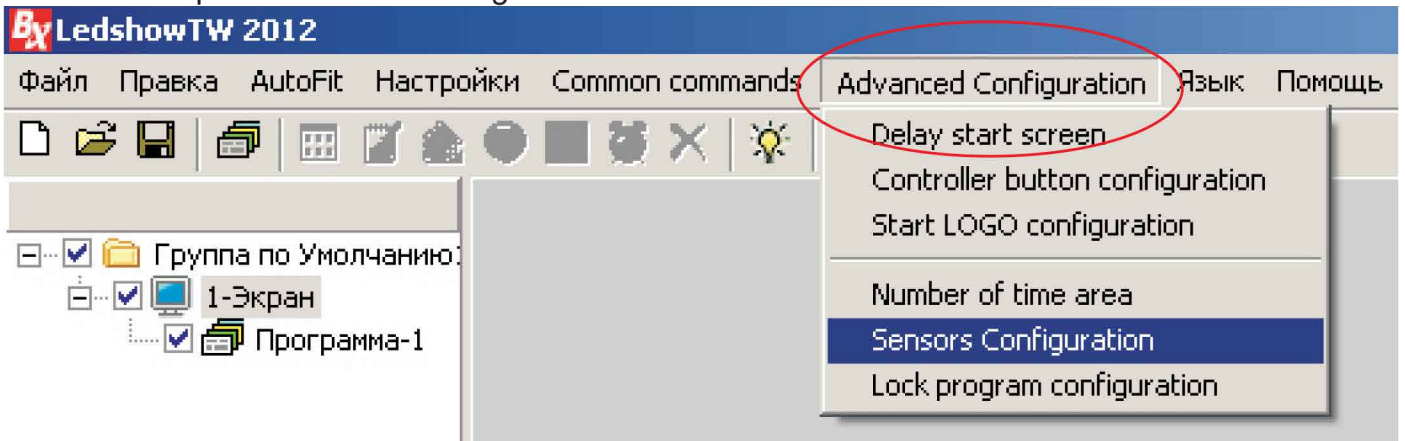 BX LedshowTW 2012
Файл Правка AutoFit Настройки Common commands Advanced Configuration Язык Помощь
Delay start screen
Controller button configuration
Start LOGO configuration
Number of time area
Sensors Configuration
Lock program configuration
Группа по Умолчанию
1-Экран
Программа-1